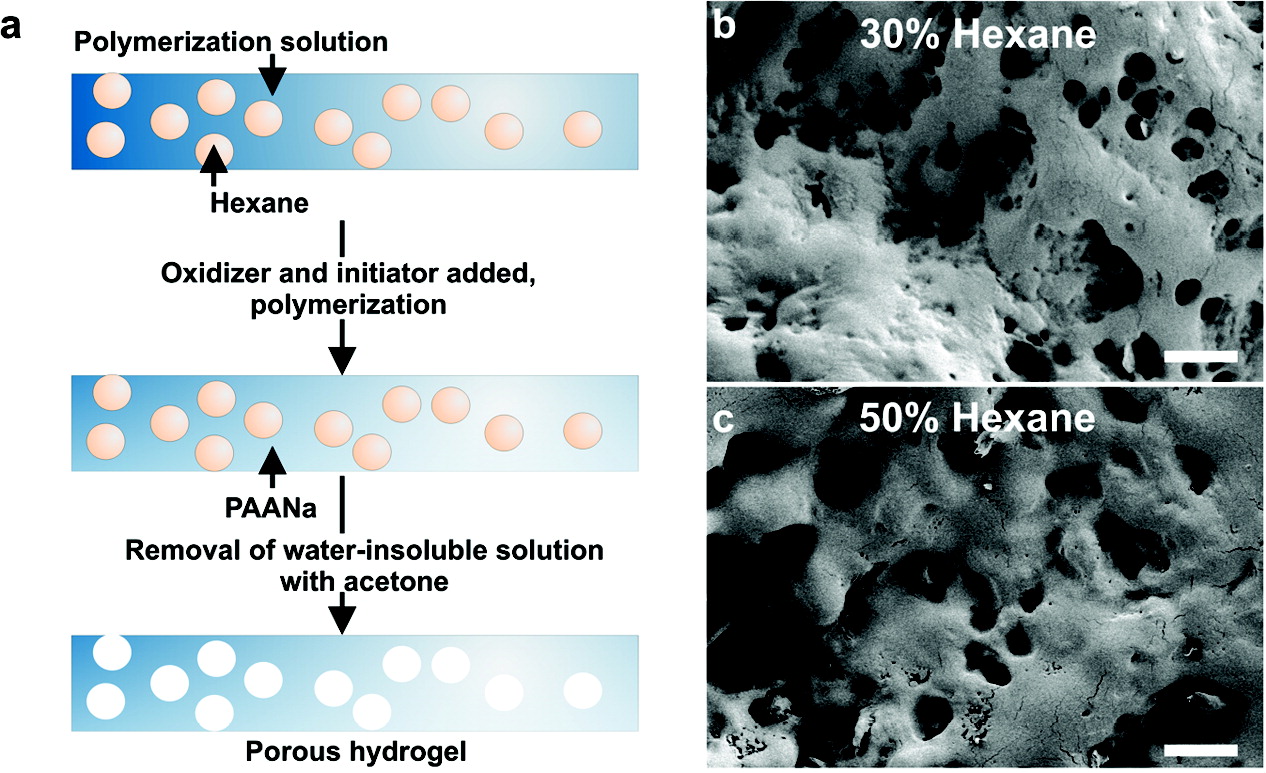 a
Polymerization solution
Hexane
Oxidizer and initiator added,
polymerization
PAANa
Removal of water-insoluble solution
with acetone
Porous hydrogel
b
30% Hexane
c
50% Hexane